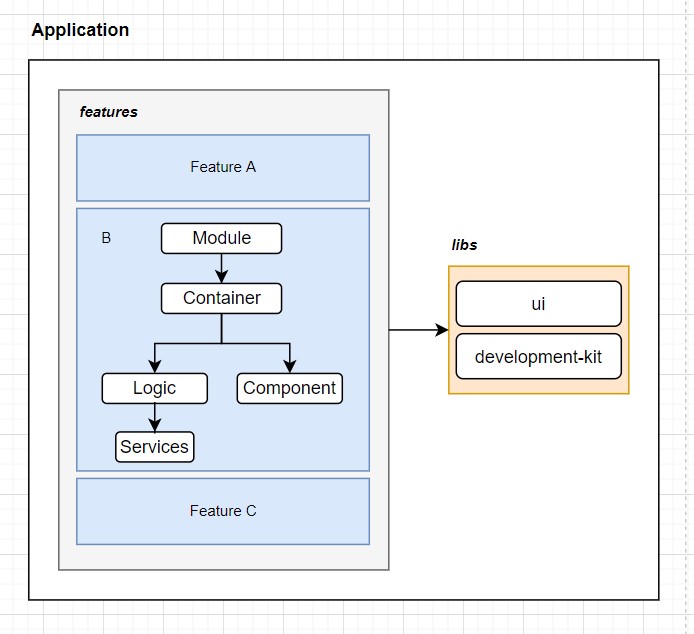 Application
features
Feature A
B
Module
Container
Logic
Component
Services
Feature C
libs
ui
development-kit